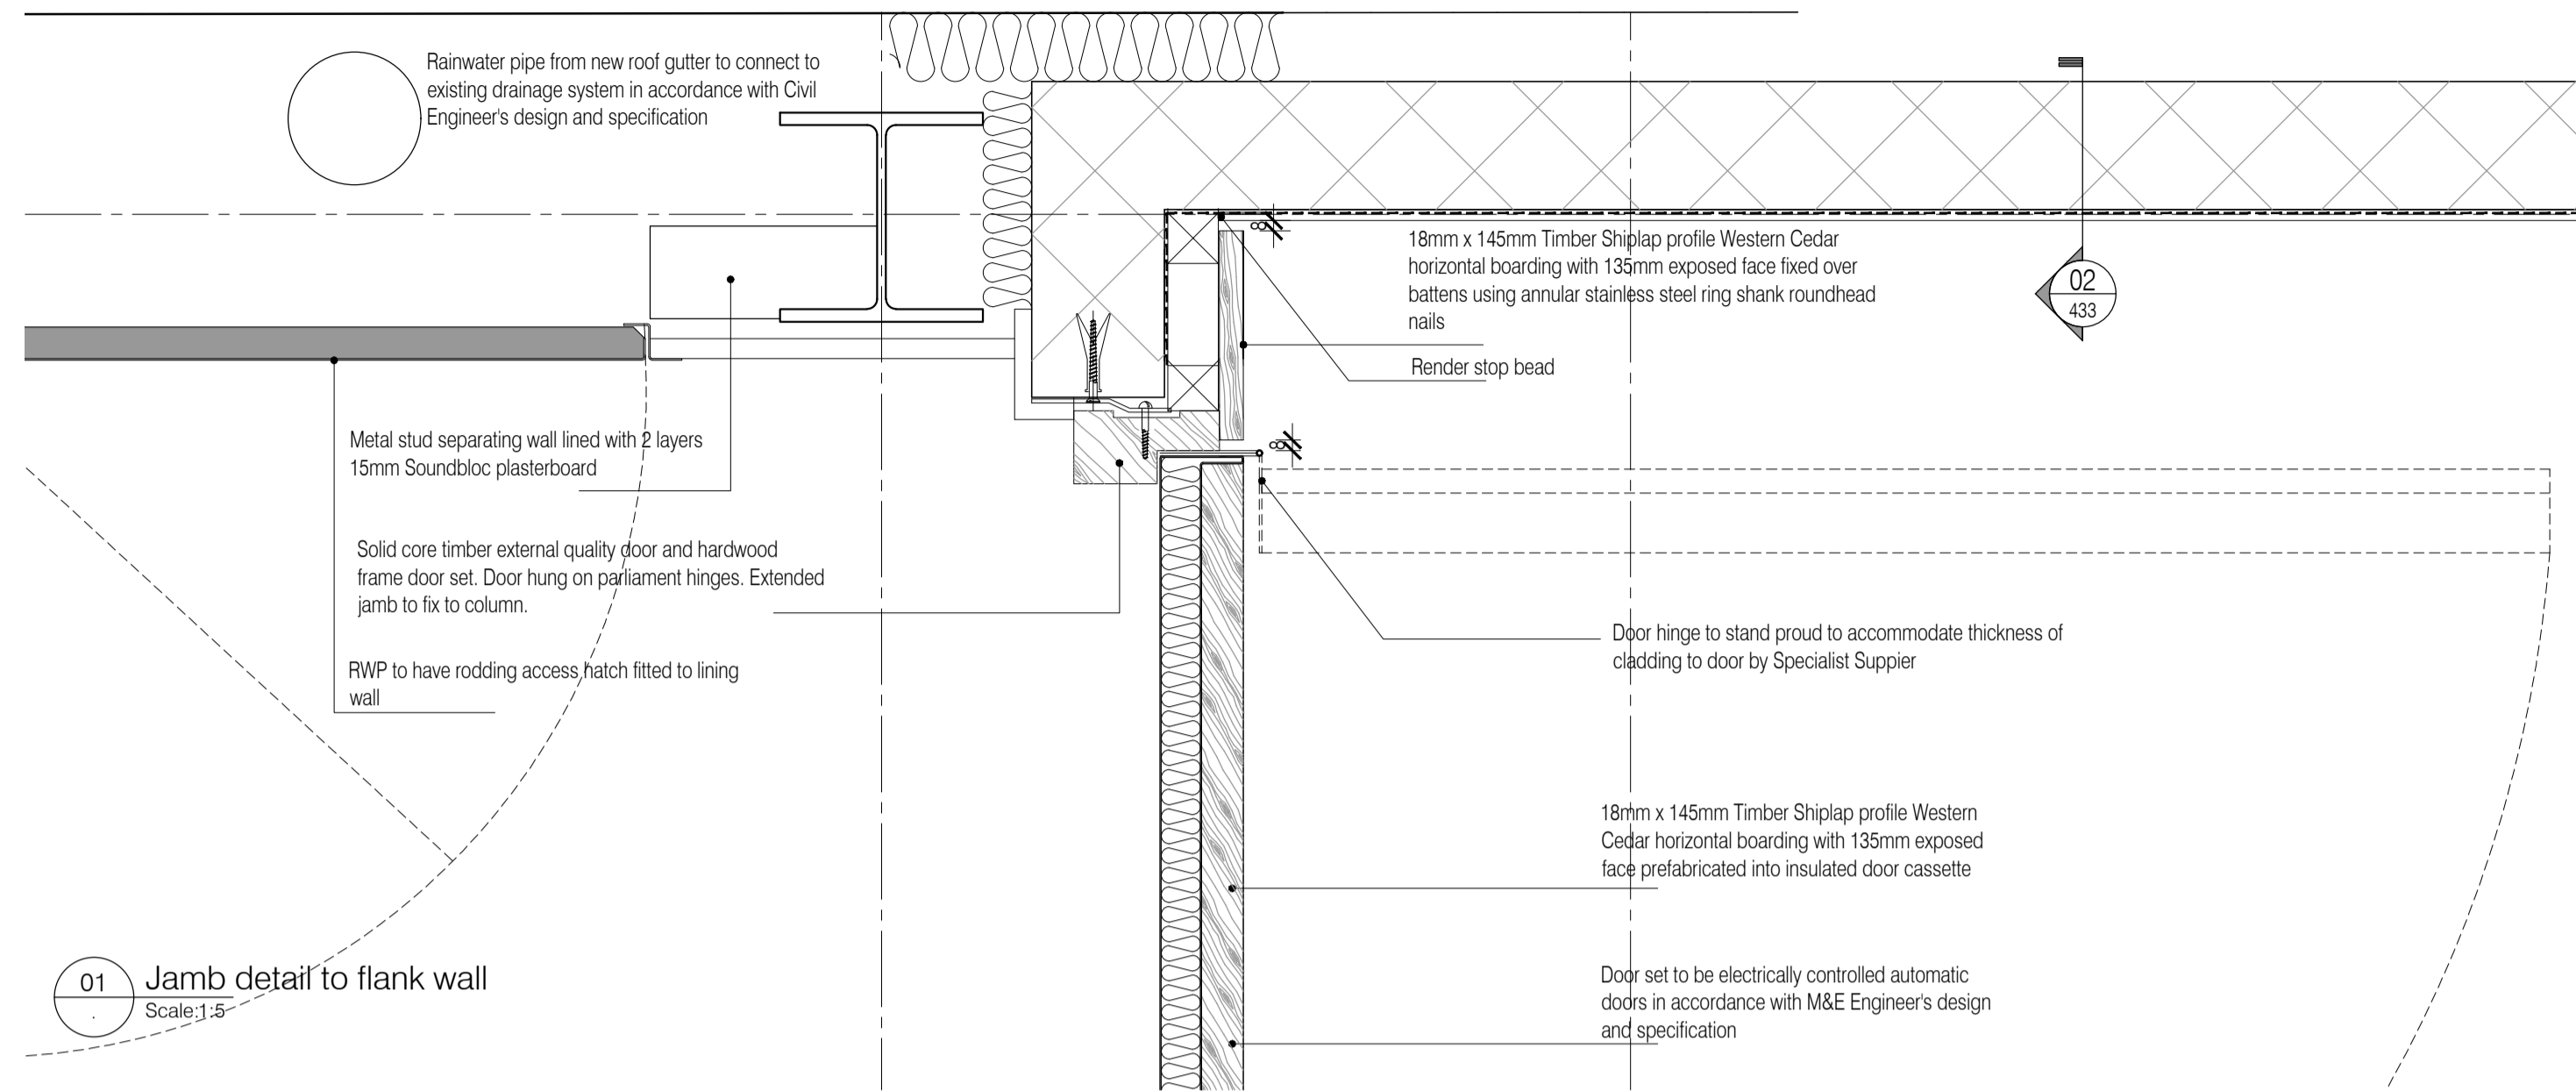 Rainwater pipe from new roof gutter to connect to
existing drainage system in accordance with Civil
Engineer's design and specification
8
18mm x 145mm Timber Shiplap profile Western Cedar
horizontal boarding with 135mm exposed face fixed over
battens using annular stainless steel ring shank roundhead
nails
Render stop bead
02
433
8
Metal stud separating wall lined with 2 layers
15mm Soundbloc plasterboard
Solid core timber external quality door and hardwood
frame door set. Door hung on parliament hinges. Extended
jamb to fix to column.
RWP to have rodding access hatch fitted to lining
wall
Door hinge to stand proud to accommodate thickness of
cladding to door by Specialist Suppier
18mm x 145mm Timber Shiplap profile Western
Cedar horizontal boarding with 135mm exposed
face prefabricated into insulated door cassette
Door set to be electrically controlled automatic
doors in accordance with M&E Engineer's design
and specification
01
.
Jamb detail to flank wall
Scale:1:5